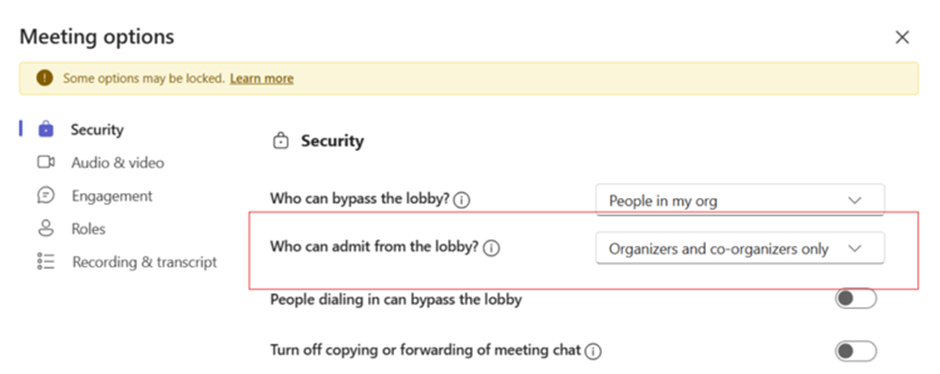 Meeting options
Some options may be locked. Learn more
Security
Audio & video
Engagement
Roles
Recording & transcript
Security
Who can bypass the lobby?
People in my org
Who can admit from the lobby?
Organizers and co-organizers only
People dialing in can bypass the lobby
Turn off copying or forwarding of meeting chat